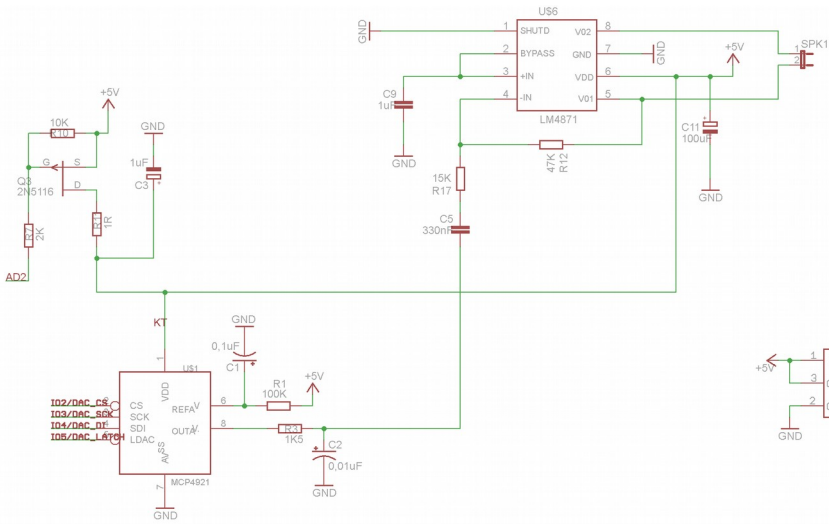 U$6
GND
1 SHUTD V02 8
2 BYPASS GND 7
GND
3 +IN VDD 6
4 -IN V01 5
LM4871
+5V
SPK1
1
2
C9
1uF
GND
C11
100uF
+
GND
47K
R12
15K
R17
C5
330nF
+5V
10K
R10
G S
D
Q3
2N5116
GND
1uF
C3
+
1R
R7
2K
AD2
KT
GND
0,1uF
C1
+
R1
100K
+5V
U$1
1
VDD
IO2/DAC_CS
IO3/DAC_SCK
IO4/DAC_DI
IO5/DAC_LATCH
CS
SCK
SDI
LDAC
REFA 6
OUTA 8
AVSS
7
MCP4921
GND
R3
1K5
+
C2
0,01uF
GND
+5V
1
3
2
GND